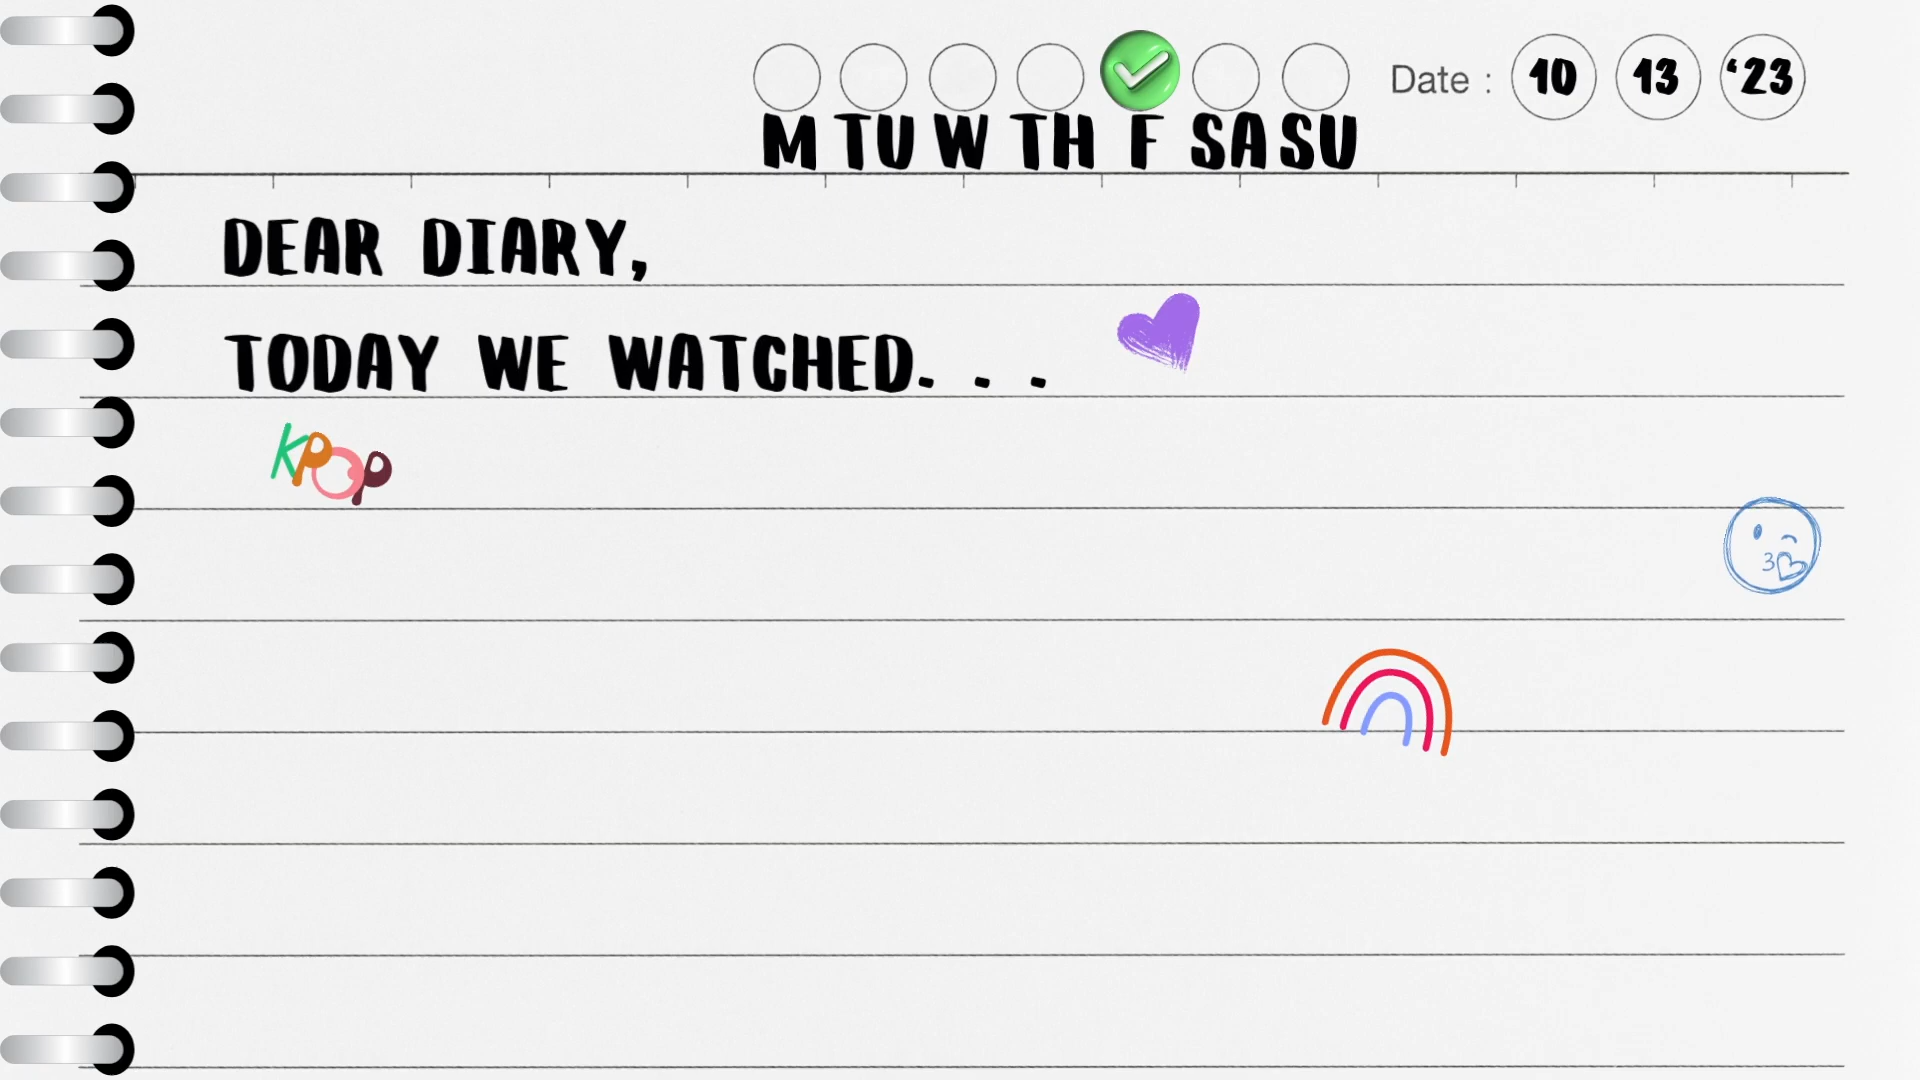 Date : 10 13 ‘23
M TU W TH F SA SU
DEAR DIARY,
TODAY WE WATCHED. . .
KPOP